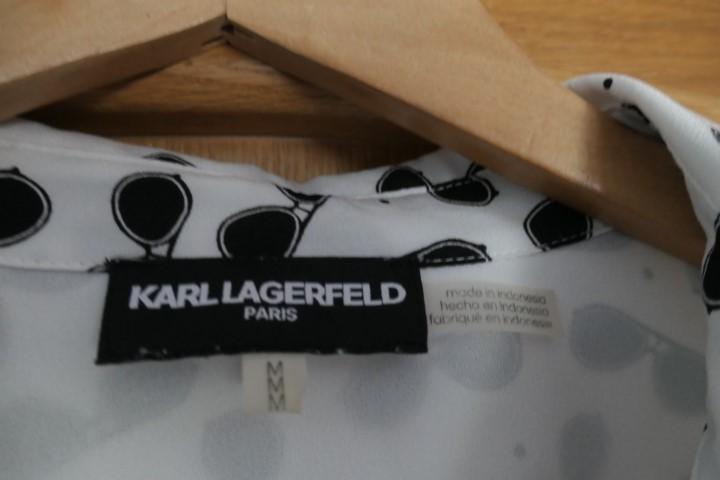 KARL LAGERFELD
PARIS
made in indonesia
hecho en indonesia
fabriqué en indonesie
M
M
M